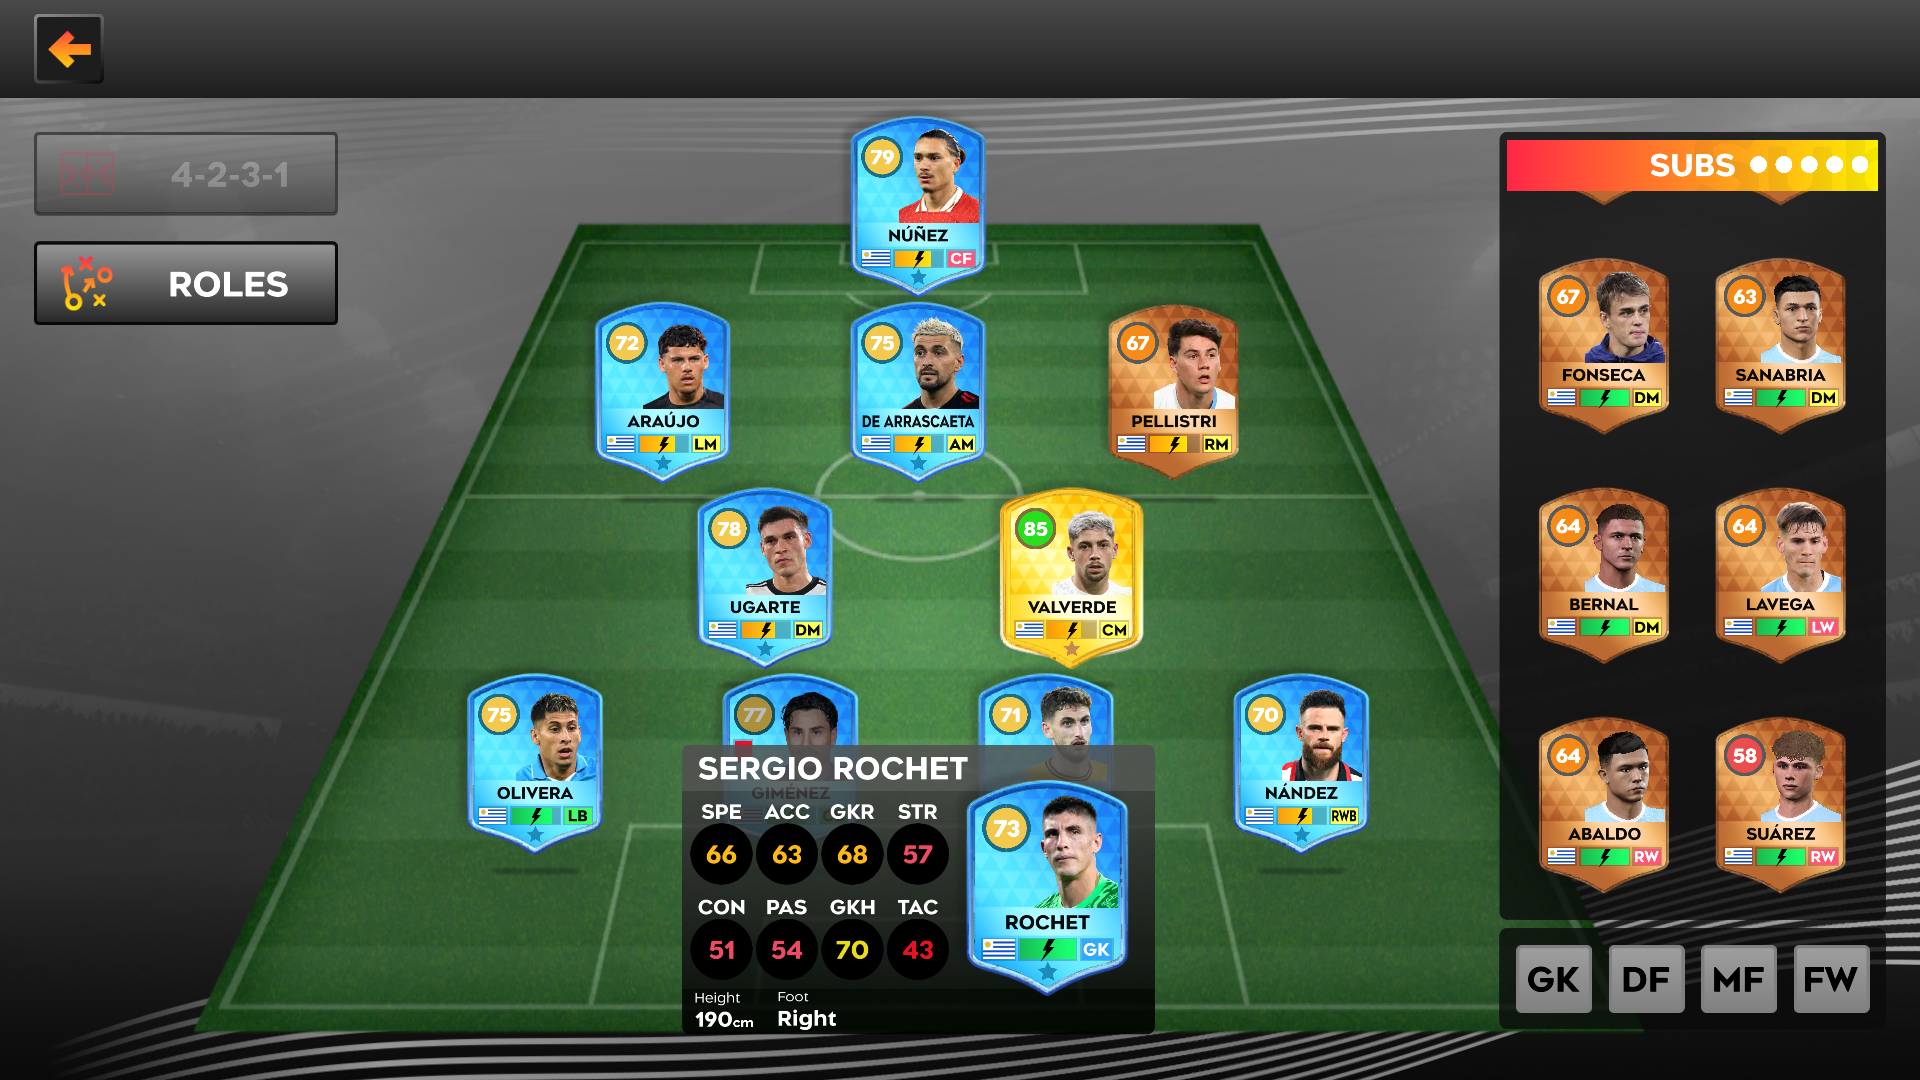 4-2-3-1
ROLES
79
NÚÑEZ
CF
72
ARAÚJO
LM
75
DE ARRASCAETA
AM
67
PELLISTRI
RM
78
UGARTE
DM
85
VALVERDE
CM
75
OLIVERA
LB
77
GIMÉNEZ
71
70
NÁNDEZ
RWB
SERGIO ROCHET
SPE ACC GKR STR
66 63 68 57
CON PAS GKH TAC
51 54 70 43
Height Foot
190cm Right
73
ROCHET
GK
SUBS
67
FONSECA
DM
63
SANABRIA
DM
64
BERNAL
DM
64
LAVEGA
LW
64
ABALDO
RW
58
SUÁREZ
RW
GK DF MF FW